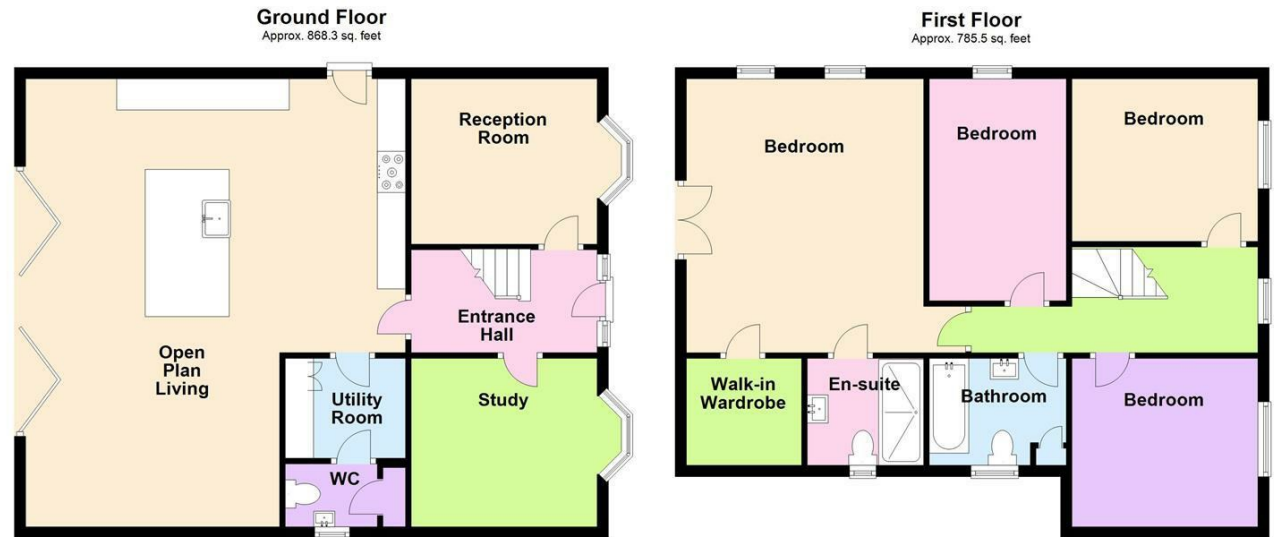 Ground Floor
Approx. 868.3 sq. feet
Reception
Room
Entrance
Hall
Open
Plan
Living
Utility
Room
Study
WC
First Floor
Approx. 785.5 sq. feet
Bedroom
Bedroom
Bedroom
Walk-in
Wardrobe
En-suite
Bathroom
Bedroom